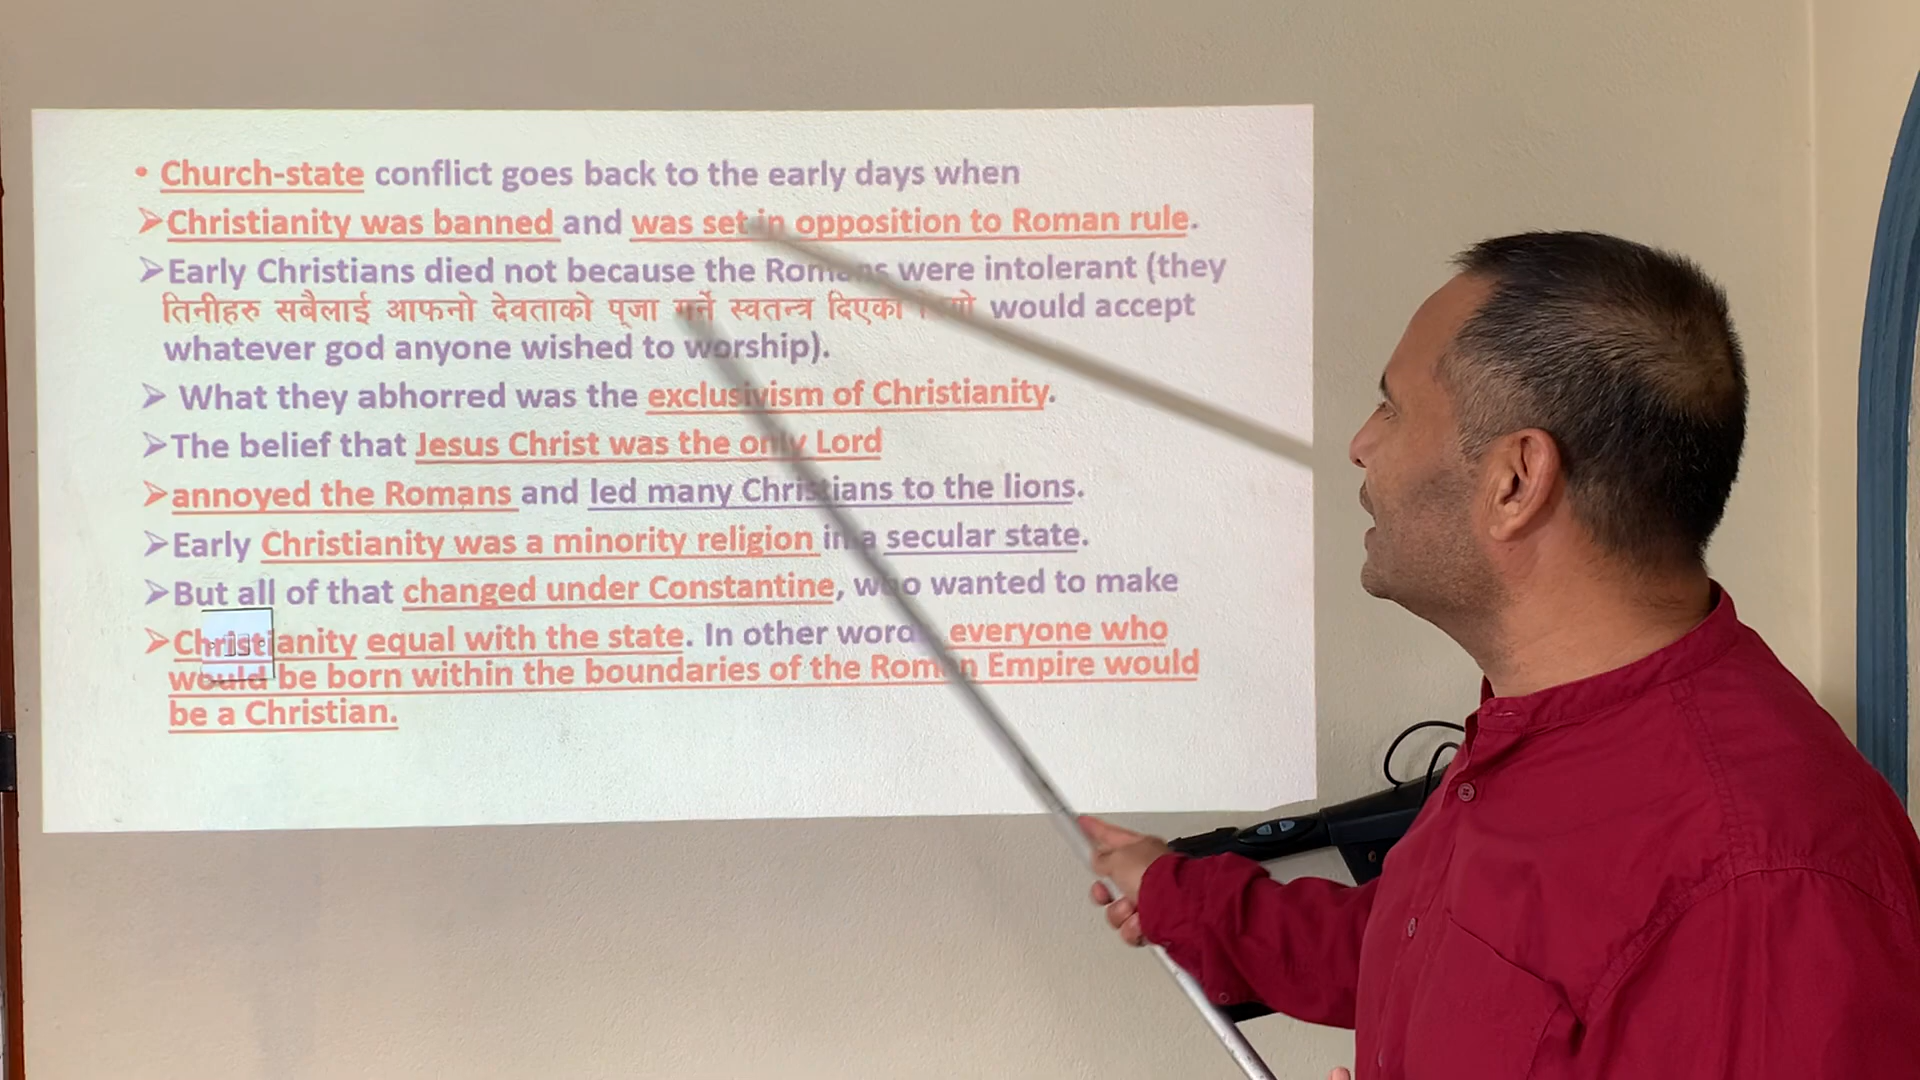 • Church-state conflict goes back to the early days when
➢Christianity was banned and was set in opposition to Roman rule.
➢Early Christians died not because the Romans were intolerant (they
तिनीहरु सबैलाई आफनो देवताको पूजा गर्ने स्वतन्त्र दिएका would accept
whatever god anyone wished to worship).
➢ What they abhorred was the exclusivism of Christianity.
➢The belief that Jesus Christ was the only Lord
➢annoyed the Romans and led many Christians to the lions.
➢Early Christianity was a minority religion in a secular state.
➢But all of that changed under Constantine, who wanted to make
➢Christianity equal with the state. In other words, everyone who
would be born within the boundaries of the Roman Empire would
be a Christian.